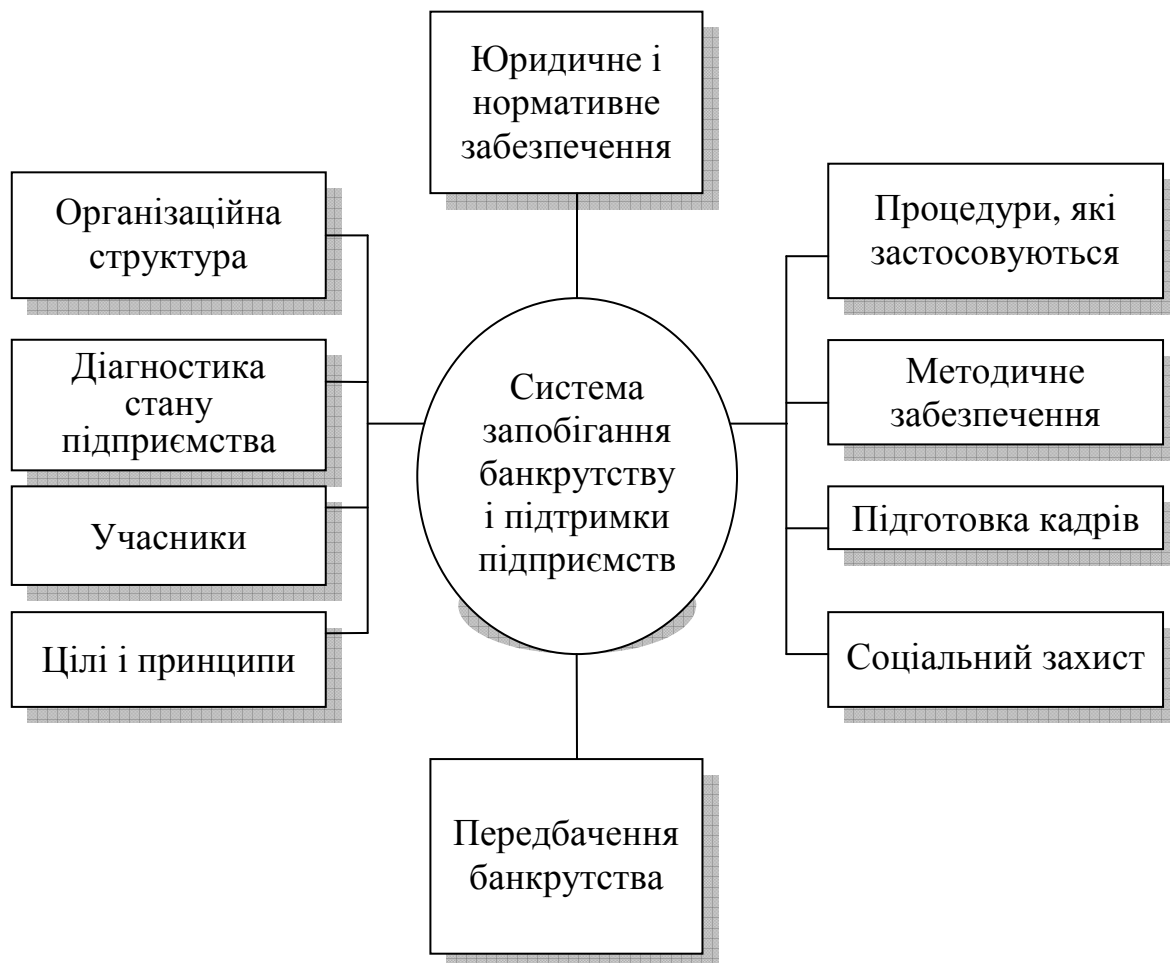 Юридичне і
нормативне
забезпечення
Організаційна
структура
Діагностика
стану
підприємства
Учасники
Цілі і принципи
Система
запобігання
банкрутству
і підтримки
підприємств
Процедури, які
застосовуються
Методичне
забезпечення
Підготовка кадрів
Соціальний захист
Передбачення
банкрутства